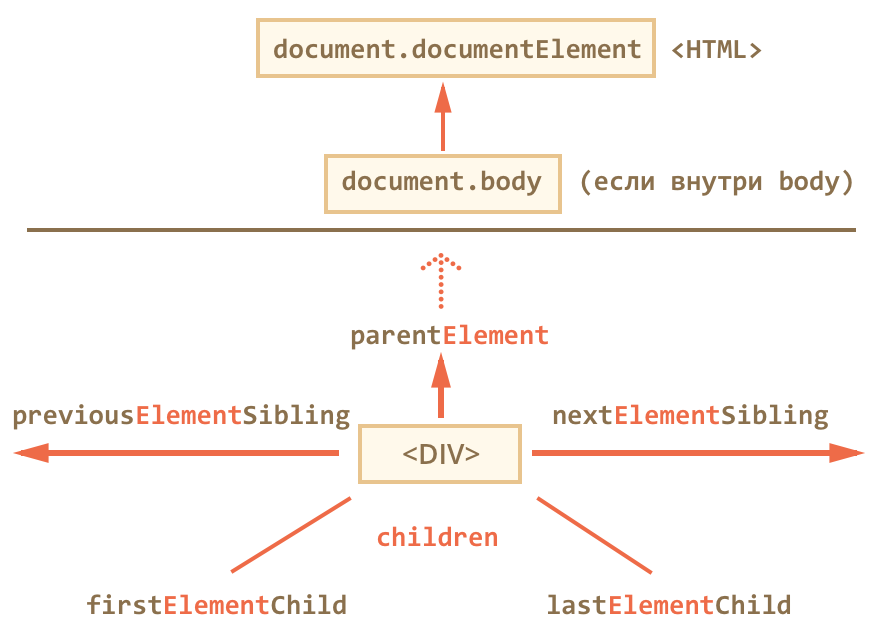 document.documentElement <HTML>
document.body (если внутри body)
parentElement
previousElementSibling nextElementSibling
<DIV>
children
firstElementChild lastElementChild